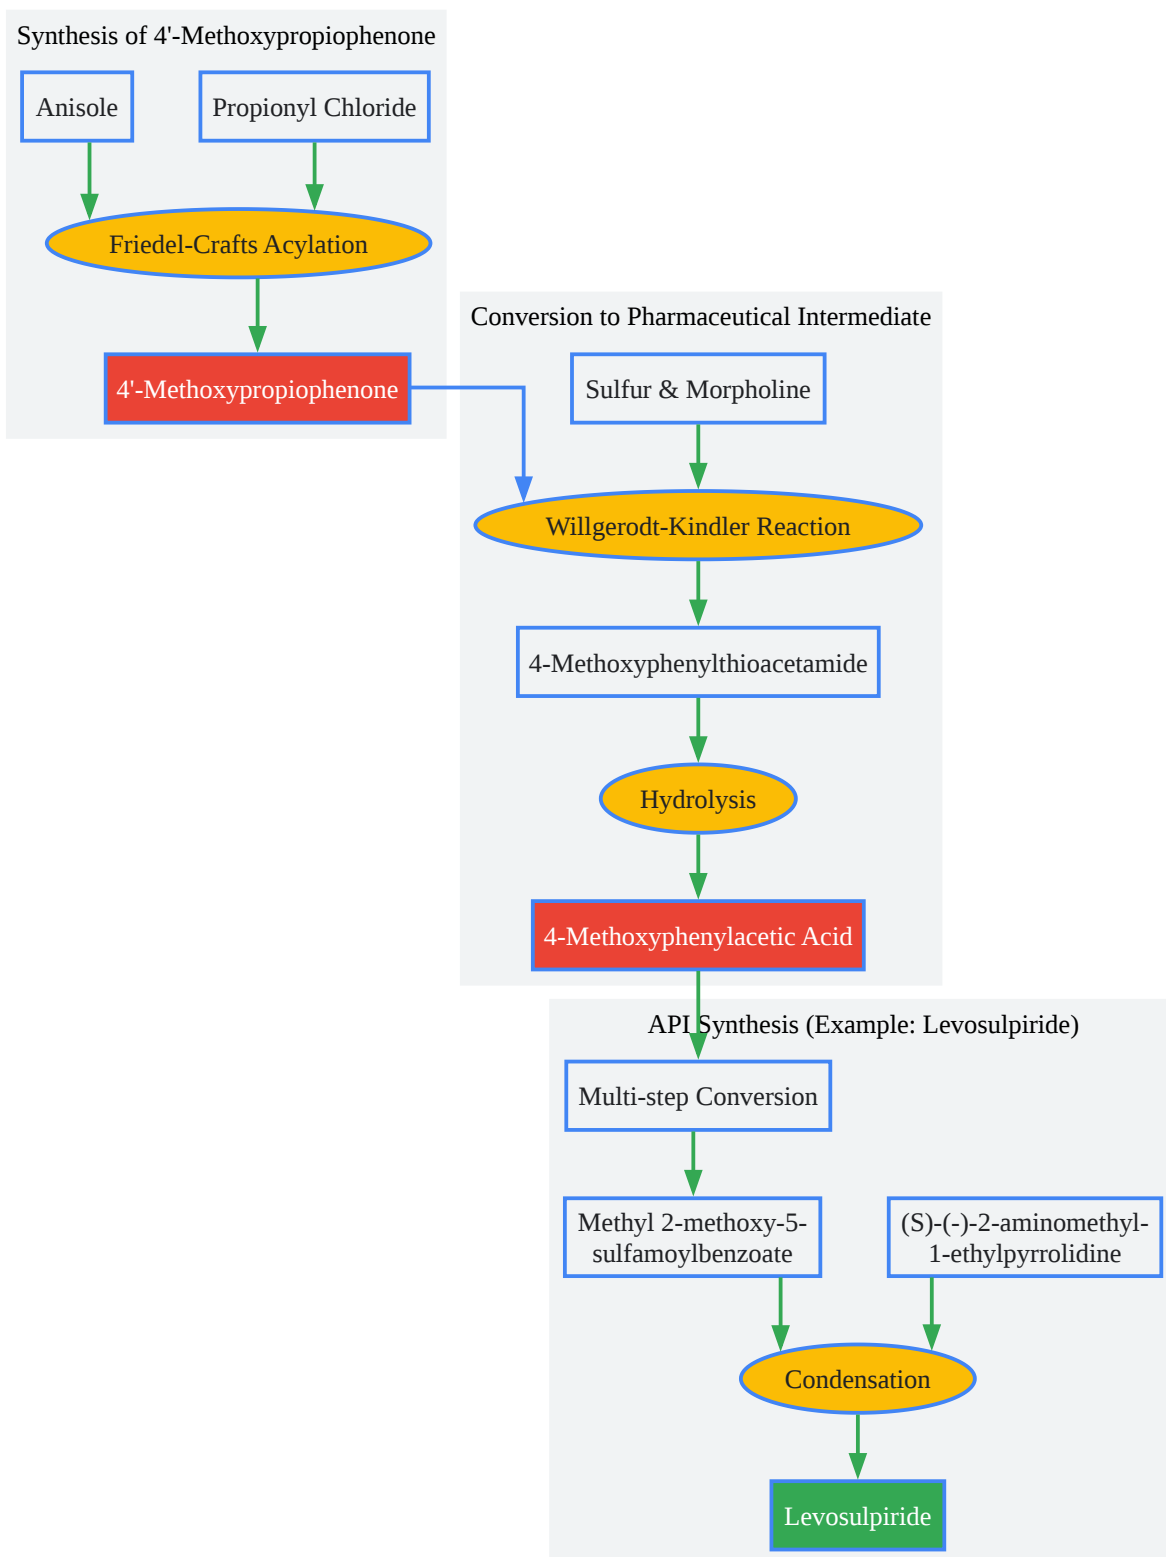 Synthesis of 4'-Methoxypropiophenone
Anisole
Propionyl Chloride
Friedel-Crafts Acylation
4'-Methoxypropiophenone
Conversion to Pharmaceutical Intermediate
Sulfur & Morpholine
Willgerodt-Kindler Reaction
4-Methoxyphenylthioacetamide
Hydrolysis
4-Methoxyphenylacetic Acid
API Synthesis (Example: Levosulpiride)
Multi-step Conversion
Methyl 2-methoxy-5-
sulfamoylbenzoate
(S)-(-)-2-aminomethyl-
1-ethylpyrrolidine
Condensation
Levosulpiride